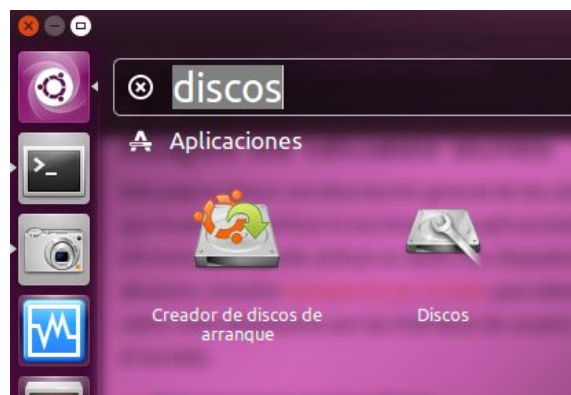 discos
Aplicaciones
Creador de discos de
arranque
Discos